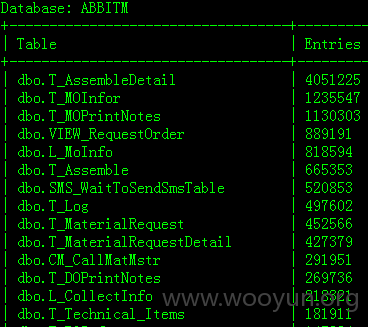 Database: ABBITM
Table | Entries
dbo.T_AssembleDetail | 4051225
dbo.T_MOInfor | 1235547
dbo.T_MOPrintNotes | 1130303
dbo.VIEW_RequestOrder | 889191
dbo.L_MoInfo | 818594
dbo.T_Assemble | 665353
dbo.SMS_WaitToSendSmsTable | 520853
dbo.T_Log | 497602
dbo.T_MaterialRequest | 452566
dbo.T_MaterialRequestDetail | 427379
dbo.CM_CallMatMstr | 291951
dbo.T_DOPrintNotes | 269736
dbo.L_CollectInfo
www.wooyun.org
dbo.T_Technical_Items | 181911